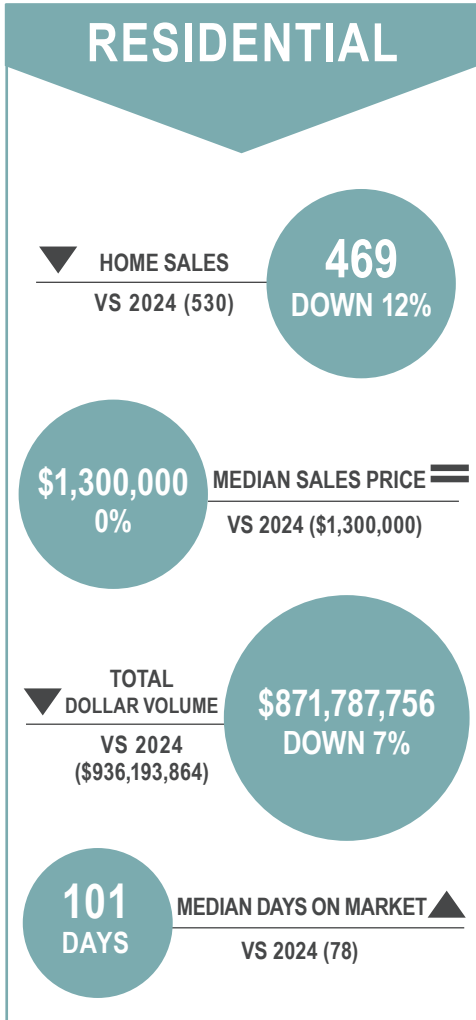 RESIDENTIAL
HOME SALES
VS 2024 (530)
469
DOWN 12%
$1,300,000
0%
MEDIAN SALES PRICE
VS 2024 ($1,300,000)
TOTAL
DOLLAR VOLUME
VS 2024
($936,193,864)
$871,787,756
DOWN 7%
101
DAYS
MEDIAN DAYS ON MARKET
VS 2024 (78)